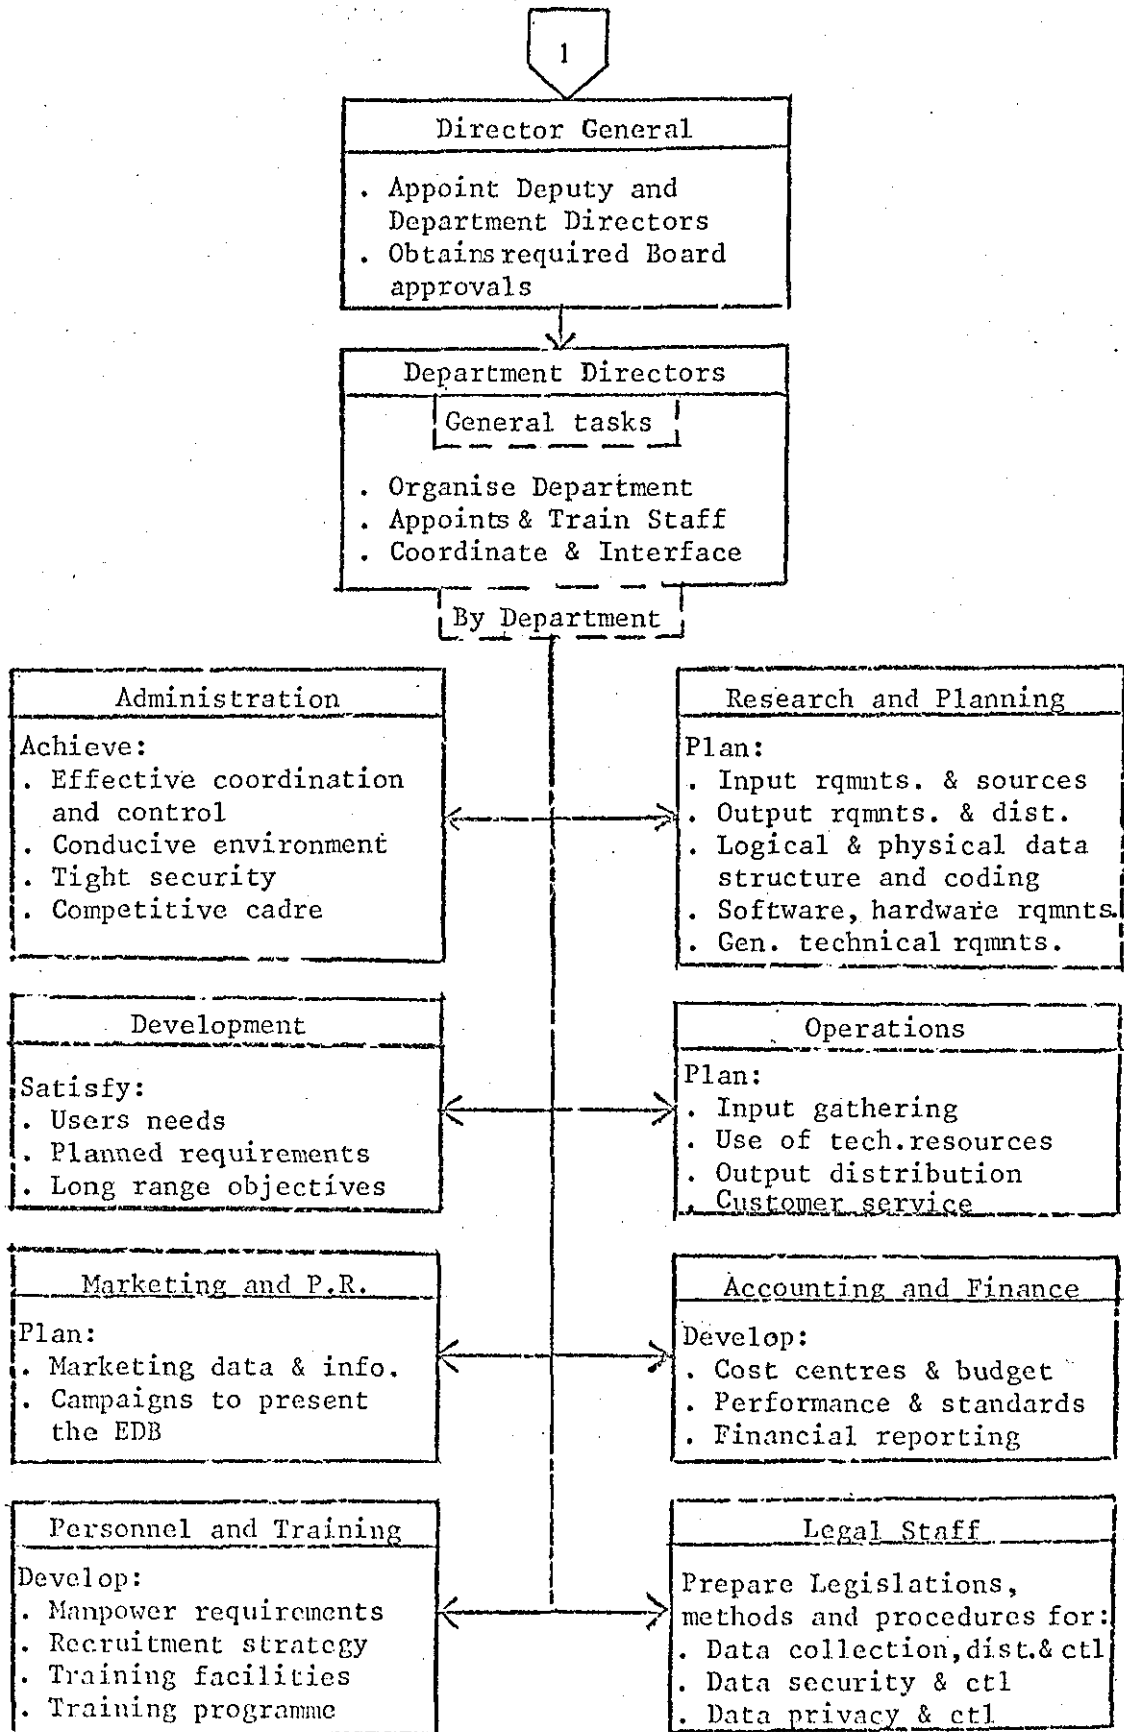 1
Director General
. Appoint Deputy and
Department Directors
. Obtains required Board
approvals
Department Directors
General tasks
. Organise Department
. Appoints & Train Staff
. Coordinate & Interface
By Department
Administration
Achieve:
. Effective coordination
and control
. Conducive environment
. Tight security
. Competitive cadre
Research and Planning
Plan:
. Input rqmnts. & sources
. Output rqmnts. & dist.
. Logical & physical data
structure and coding
. Software, hardware rqmnts.
. Gen. technical rqmnts.
Development
Satisfy:
. Users needs
. Planned requirements
. Long range objectives
Operations
Plan:
. Input gathering
. Use of tech.resources
. Output distribution
. Customer service
Marketing and P.R.
Plan:
. Marketing data & info.
. Campaigns to present
the EDB
Accounting and Finance
Develop:
. Cost centres & budget
. Performance & standards
. Financial reporting
Personnel and Training
Develop:
. Manpower requirements
. Recruitment strategy
. Training facilities
. Training programme
Legal Staff
Prepare Legislations,
methods and procedures for:
. Data collection,dist.& ctl
. Data security & ctl
. Data privacy & ctl